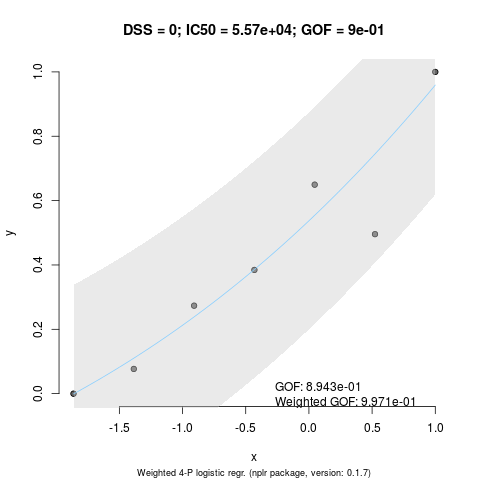 DSS = 0; IC50 = 5.57e+04; GOF = 9e-01
1.0
0.8
0.6
0.4
0.2
0.0
y
GOF: 8.943e-01
Weighted GOF: 9.971e-01
-1.5 -1.0 -0.5 0.0 0.5 1.0
x
Weighted 4-P logistic regr. (nplr package, version: 0.1.7)